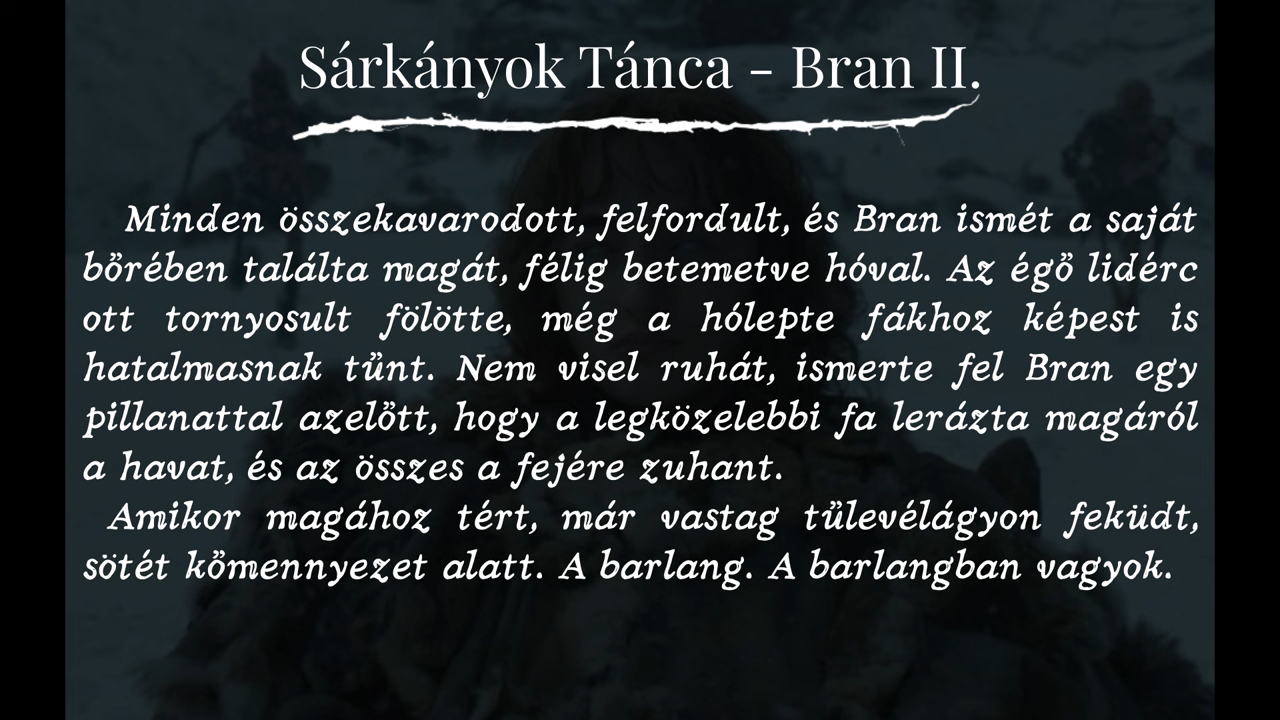 Sárkányok Tánca - Bran II.
Minden összekavarodott, felfordult, és Bran ismét a saját
bőrében találta magát, félig betemetve hóval. Az égő lidérc
ott tornyosult fölötte, még a hólepte fákhoz képest is
hatalmasnak tűnt. Nem visel ruhát, ismerte fel Bran egy
pillanattal azelőtt, hogy a legközelebbi fa lerázta magáról
a havat, és az összes a fejére zuhant.
Amikor magához tért, már vastag tűlevélágyon feküdt,
sötét kőmennyezet alatt. A barlang. A barlangban vagyok.